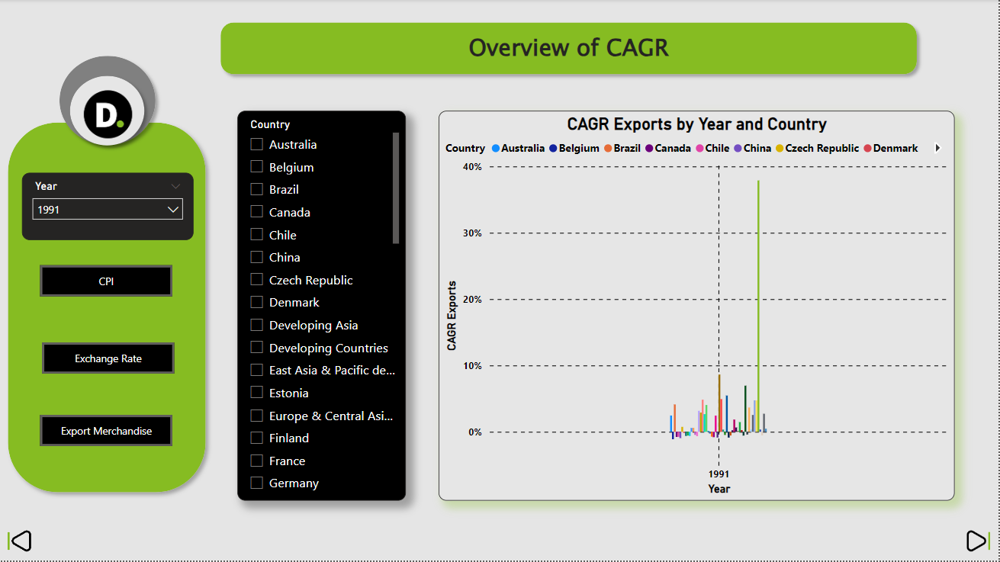 Overview of CAGR
D.
Year
1991
CPI
Exchange Rate
Export Merchandise
Country
Australia
Belgium
Brazil
Canada
Chile
China
Czech Republic
Denmark
Developing Asia
Developing Countries
East Asia & Pacific de...
Estonia
Europe & Central Asi...
Finland
France
Germany
CAGR Exports by Year and Country
Country Australia Belgium Brazil Canada Chile China Czech Republic Denmark
40%
30%
20%
10%
0%
CAGR Exports
1991
Year